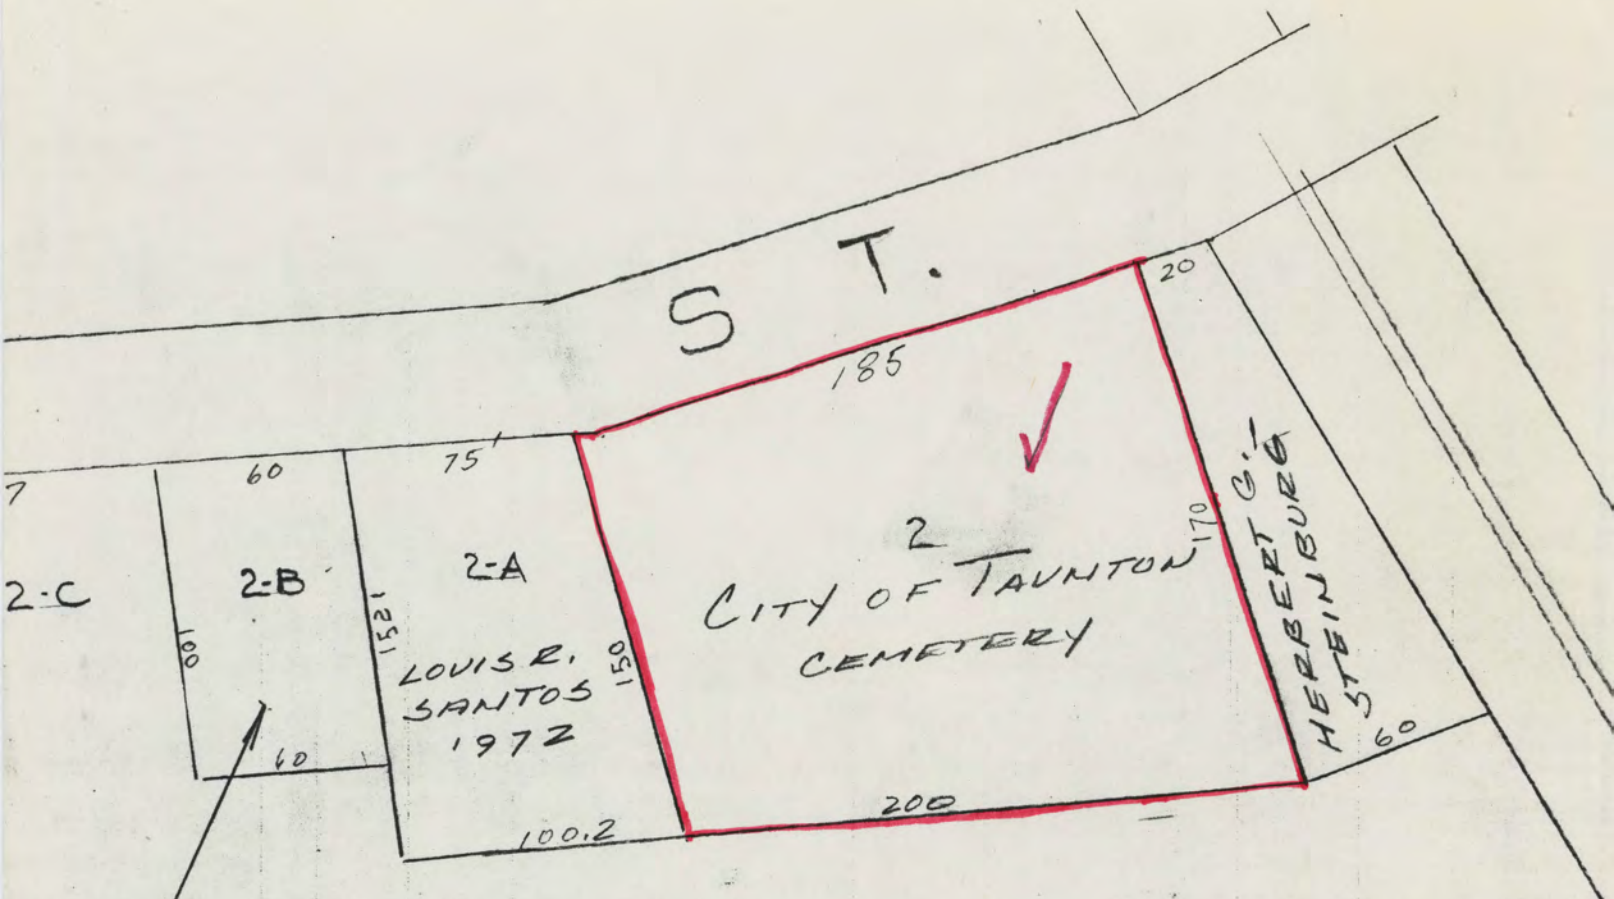 S T.
20
185
7
60
75'
2-C
2-B
2-A
100
152'
LOUIS R.
SANTOS
1972
150
2
CITY OF TAUNTON
CEMETERY
170
HERBERT G.
STEINBURG
60
60
100.2
200